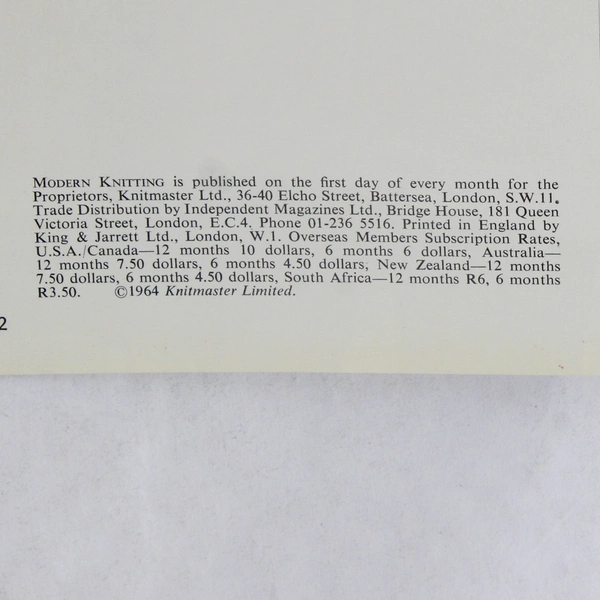 MODERN KNITTING is published on the first day of every month for the
Proprietors, Knitmaster Ltd., 36-40 Elcho Street, Battersea, London, S.W.11.
Trade Distribution by Independent Magazines Ltd., Bridge House, 181 Queen
Victoria Street, London, E.C.4. Phone 01-236 5516. Printed in England by
King & Jarrett Ltd., London, W.1. Overseas Members Subscription Rates,
U.S.A./Canada—12 months 10 dollars, 6 months 6 dollars, Australia—
12 months 7.50 dollars, 6 months 4.50 dollars, New Zealand—12 months
7.50 dollars, 6 months 4.50 dollars, South Africa—12 months R6, 6 months
R3.50. ©1964 Knitmaster Limited.
2